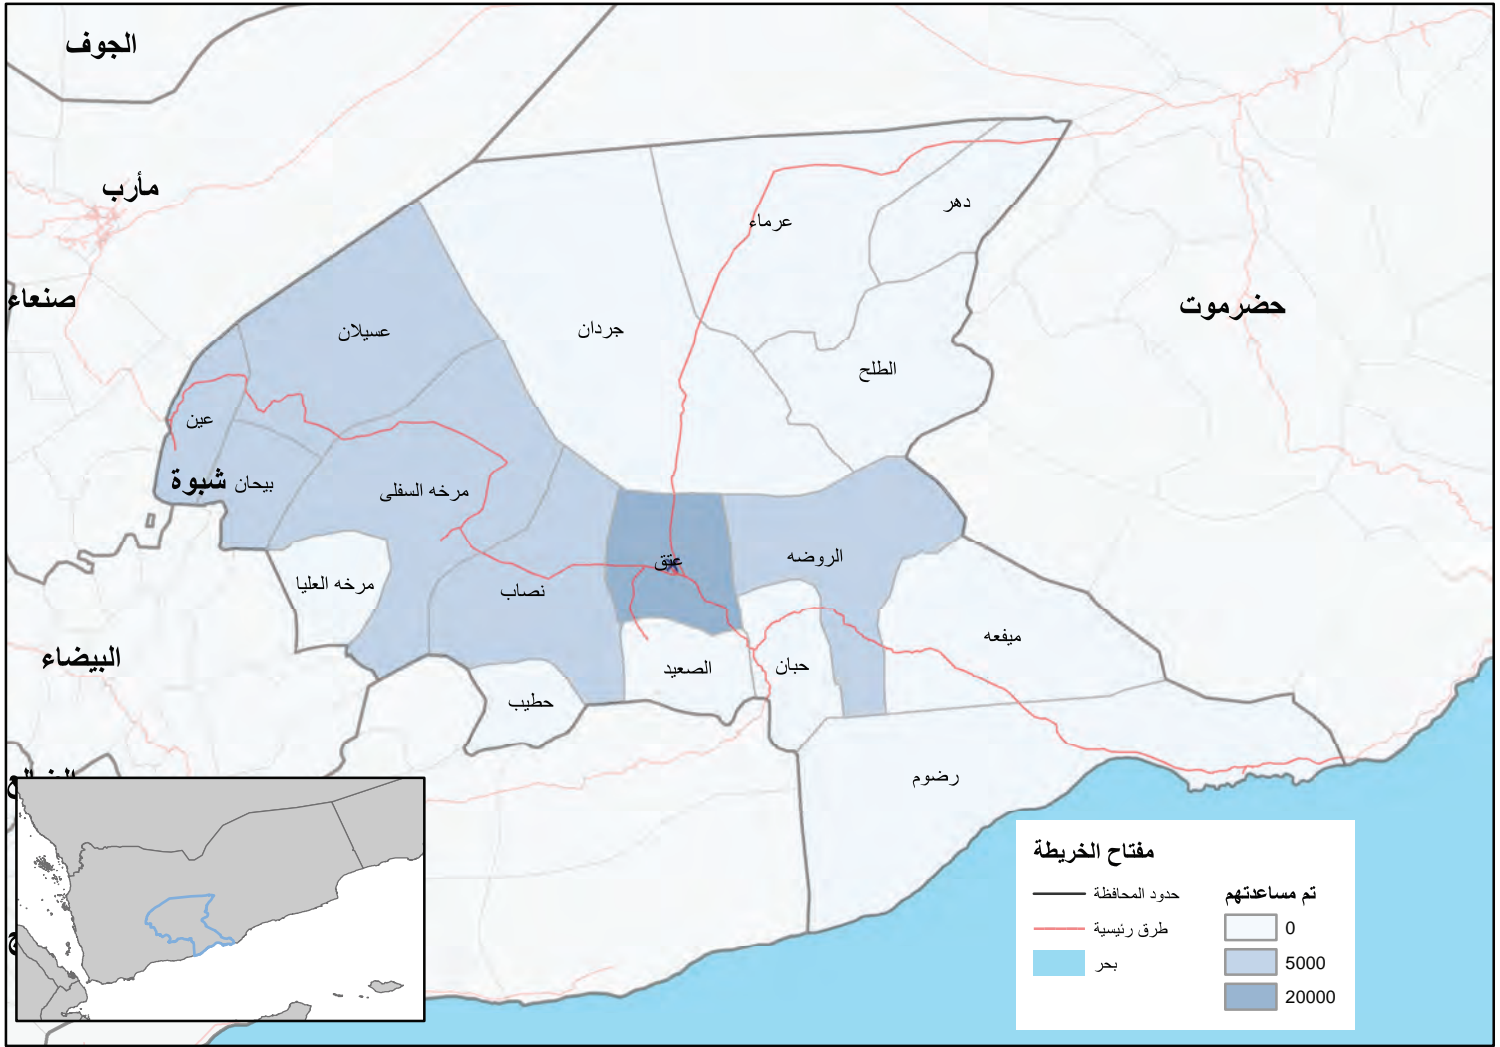 الجوف
مأرب
صنعاء
حضرموت
البيضاء
شبوة
دهر
عرماء
جردان
عسيلان
الطلح
عين
بيحان
مرخه السفلى
مرخه العليا
نصاب
عتق
الروضه
ميفعه
حبان
الصعيد
حطيب
رضوم
مفتاح الخريطة
حدود المحافظة
طرق رئيسية
بحر
تم مساعدتهم
0
5000
20000